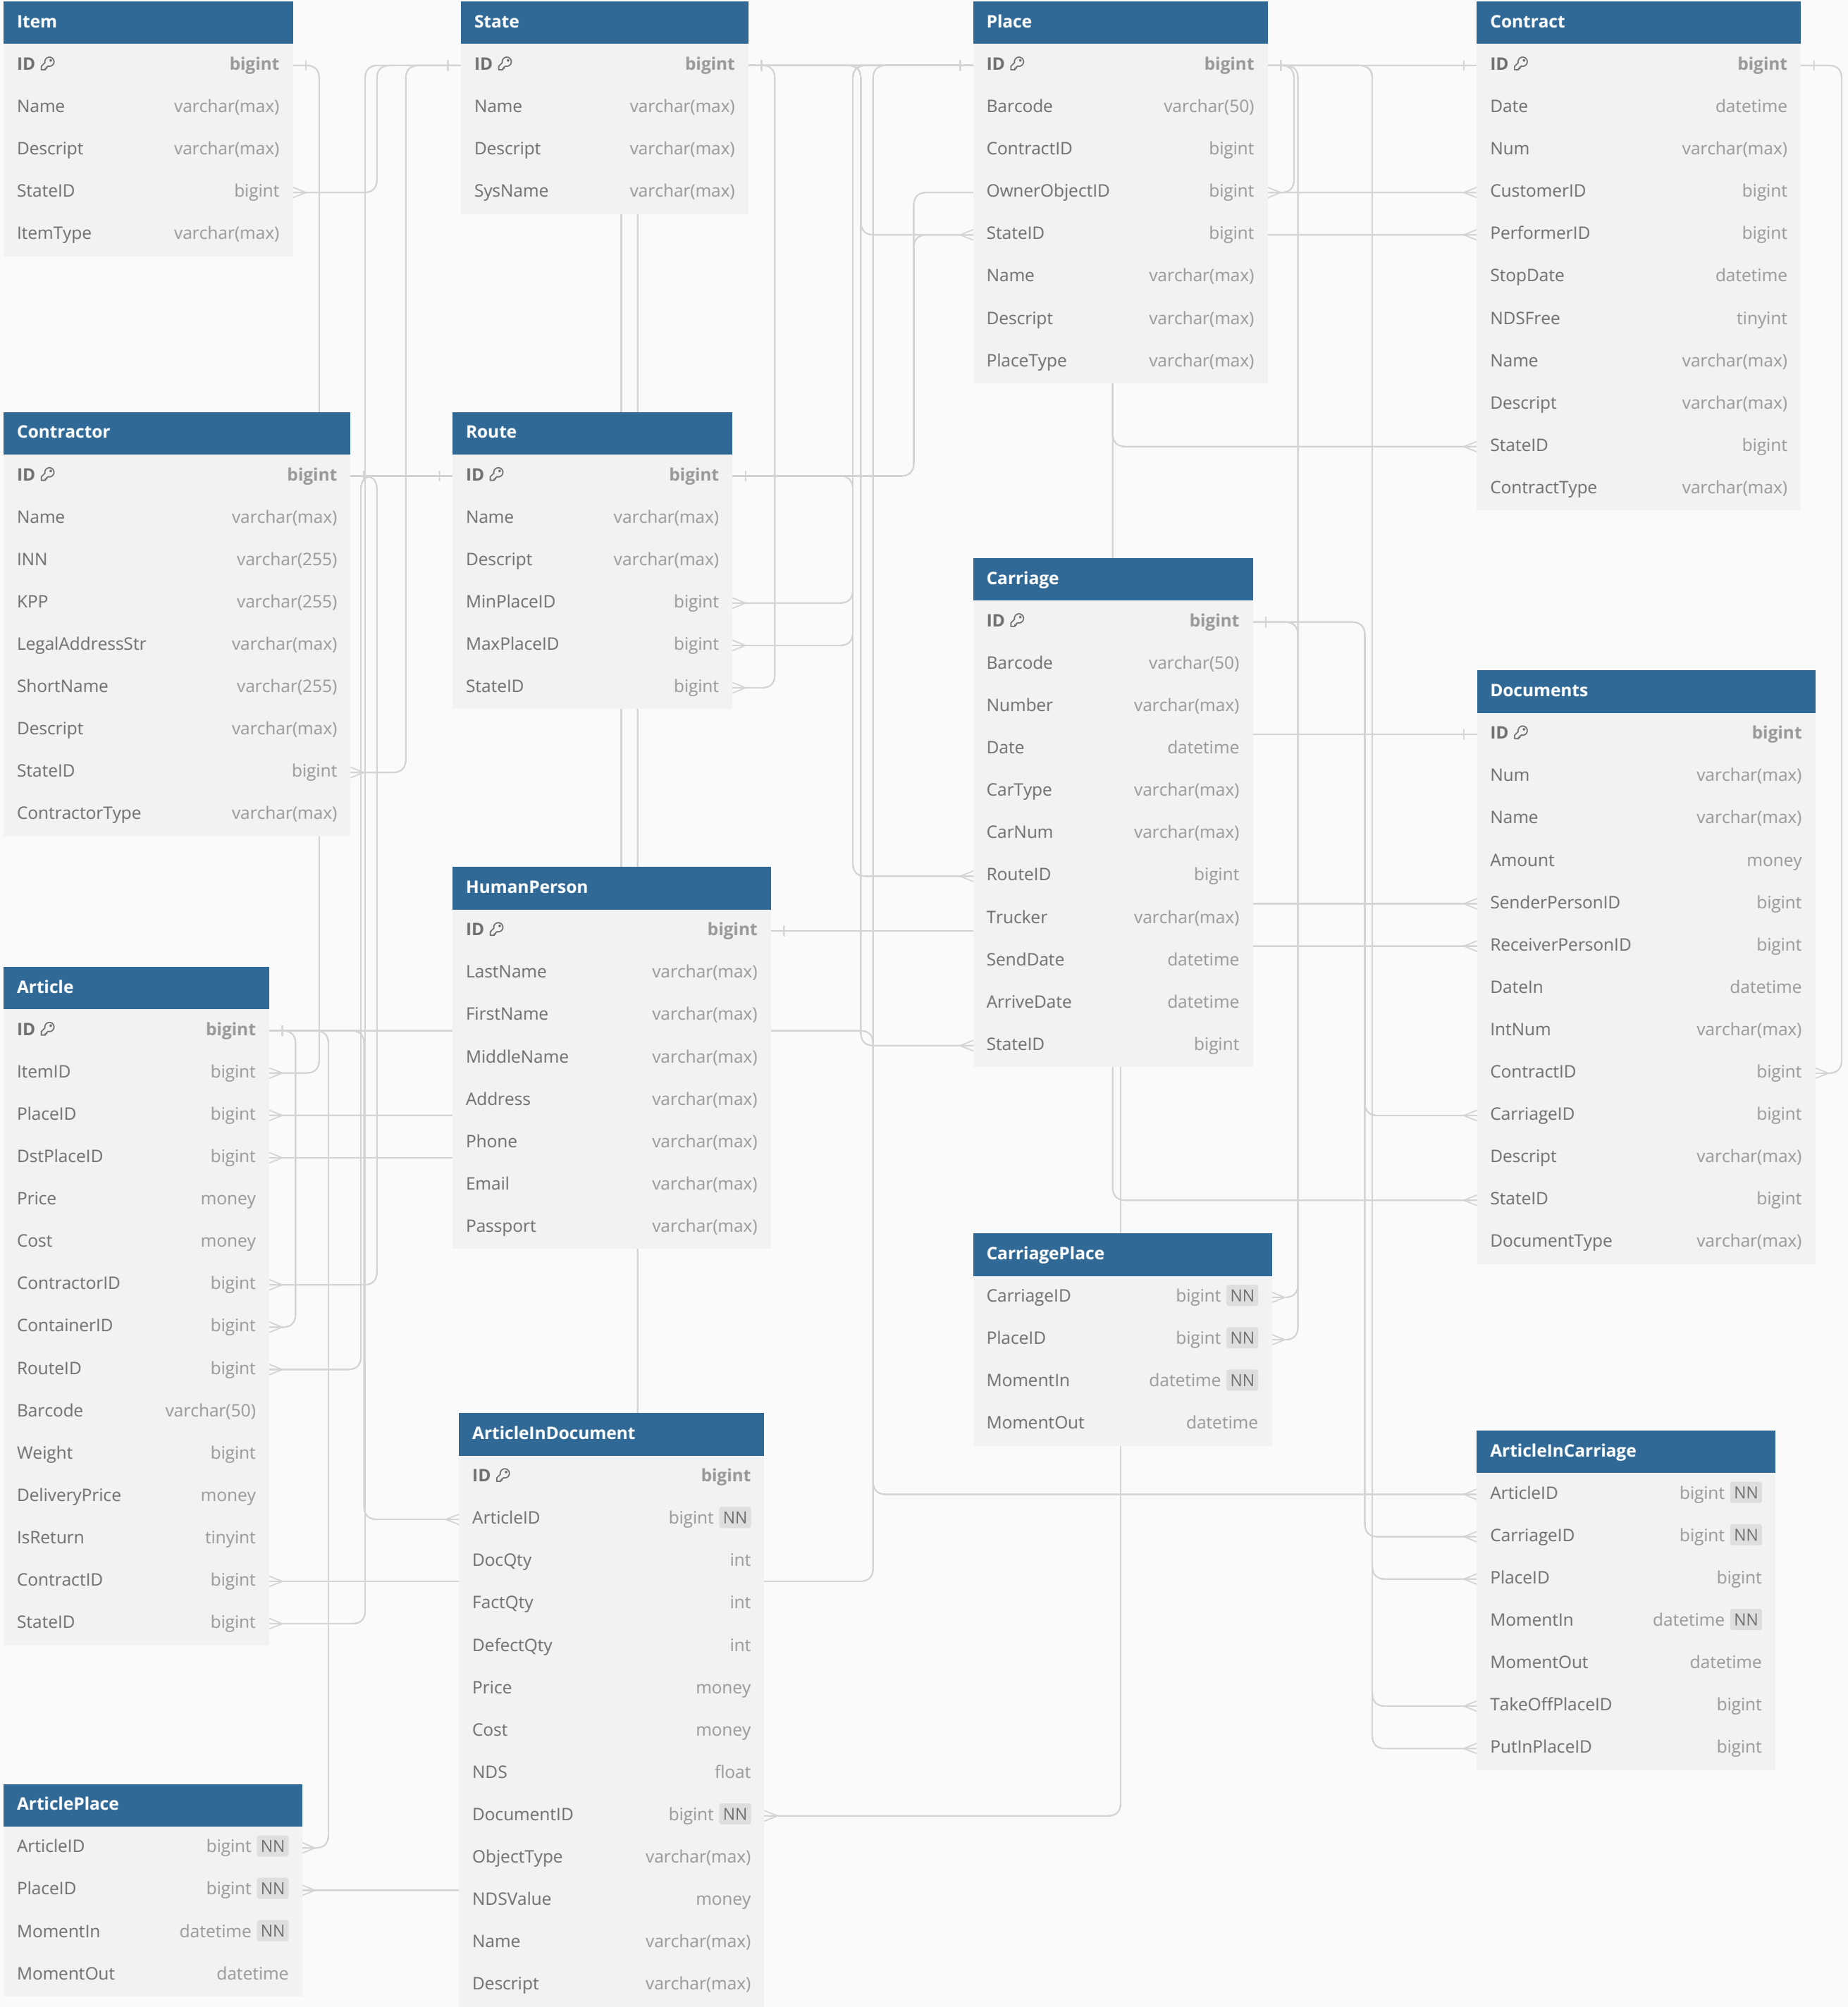 Item
ID bigint
Name varchar(max)
Descript varchar(max)
StateID bigint
ItemType varchar(max)
State
ID bigint
Name varchar(max)
Descript varchar(max)
SysName varchar(max)
Place
ID bigint
Barcode varchar(50)
ContractID bigint
OwnerObjectID bigint
StateID bigint
Name varchar(max)
Descript varchar(max)
PlaceType varchar(max)
Contract
ID bigint
Date datetime
Num varchar(max)
CustomerID bigint
PerformerID bigint
StopDate datetime
NDSFree tinyint
Name varchar(max)
Descript varchar(max)
StateID bigint
ContractType varchar(max)
Contractor
ID bigint
Name varchar(max)
INN varchar(255)
KPP varchar(255)
LegalAddressStr varchar(max)
ShortName varchar(255)
Descript varchar(max)
StateID bigint
ContractorType varchar(max)
Route
ID bigint
Name varchar(max)
Descript varchar(max)
MinPlaceID bigint
MaxPlaceID bigint
StateID bigint
Carriage
ID bigint
Barcode varchar(50)
Number varchar(max)
Date datetime
CarType varchar(max)
CarNum varchar(max)
RouteID bigint
Trucker varchar(max)
SendDate datetime
ArriveDate datetime
StateID bigint
Documents
ID bigint
Num varchar(max)
Name varchar(max)
Amount money
SenderPersonID bigint
ReceiverPersonID bigint
DateIn datetime
IntNum varchar(max)
ContractID bigint
CarriageID bigint
Descript varchar(max)
StateID bigint
DocumentType varchar(max)
HumanPerson
ID bigint
LastName varchar(max)
FirstName varchar(max)
MiddleName varchar(max)
Address varchar(max)
Phone varchar(max)
Email varchar(max)
Passport varchar(max)
Article
ID bigint
ItemID bigint
PlaceID bigint
DstPlaceID bigint
Price money
Cost money
ContractorID bigint
ContainerID bigint
RouteID bigint
Barcode varchar(50)
Weight bigint
DeliveryPrice money
IsReturn tinyint
ContractID bigint
StateID bigint
CarriagePlace
CarriageID bigint NN
PlaceID bigint NN
MomentIn datetime NN
MomentOut datetime
ArticleInDocument
ID bigint
ArticleID bigint NN
DocQty int
FactQty int
DefectQty int
Price money
Cost money
NDS float
DocumentID bigint NN
ObjectType varchar(max)
NDSValue money
Name varchar(max)
Descript varchar(max)
ArticleInCarriage
ArticleID bigint NN
CarriageID bigint NN
PlaceID bigint
MomentIn datetime NN
MomentOut datetime
TakeOffPlaceID bigint
PutInPlaceID bigint
ArticlePlace
ArticleID bigint NN
PlaceID bigint NN
MomentIn datetime NN
MomentOut datetime